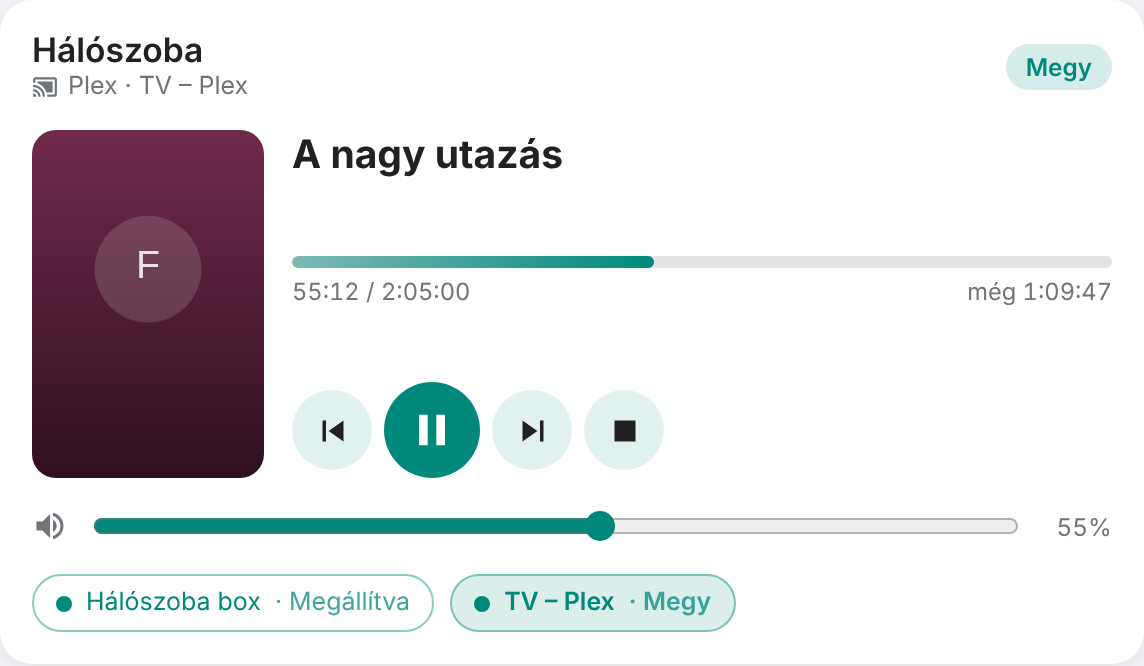 Hálószoba
Plex · TV – Plex
Megy
F
A nagy utazás
55:12 / 2:05:00
még 1:09:47
55%
Hálószoba box · Megállítva
TV – Plex · Megy